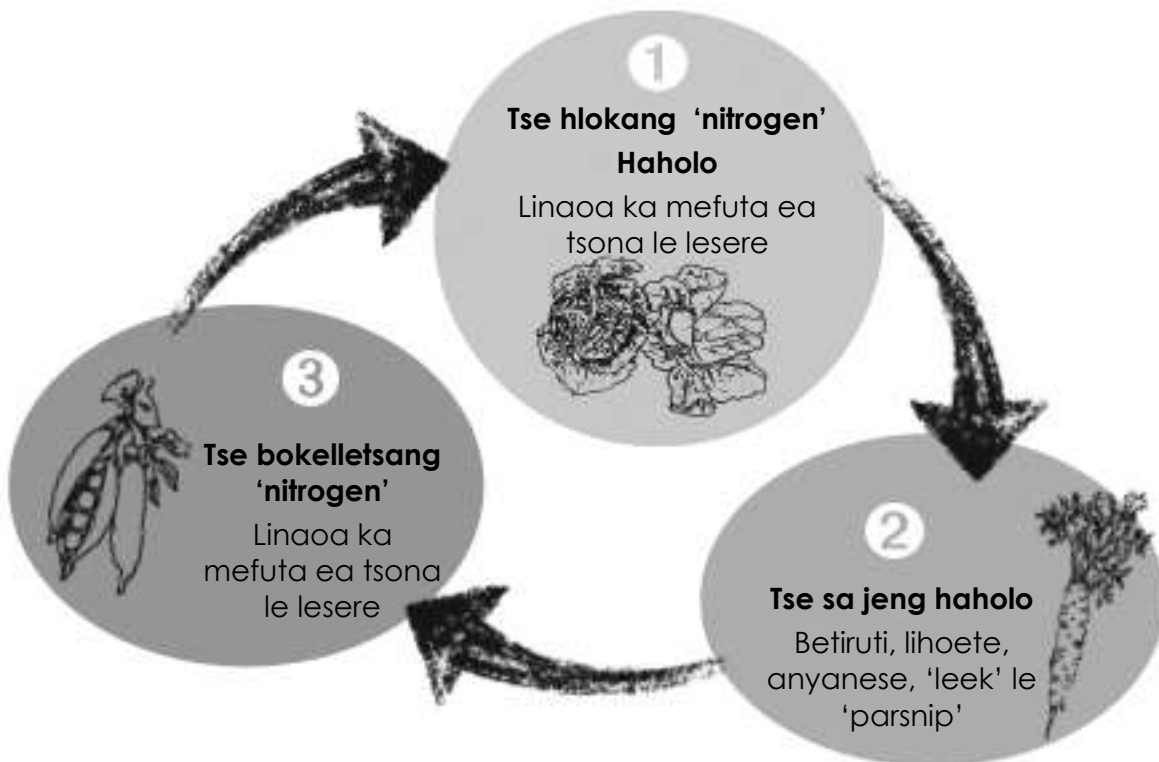 1
Tse hlokang ‘nitrogen’
Haholo
Linaoa ka mefuta ea
tsona le lesere
2
Tse sa jeng haholo
Betiruti, lihoete,
anyanese, ‘leek’ le
‘parsnip’
3
Tse bokelletsang
‘nitrogen’
Linaoa ka
mefuta ea tsona
le lesere